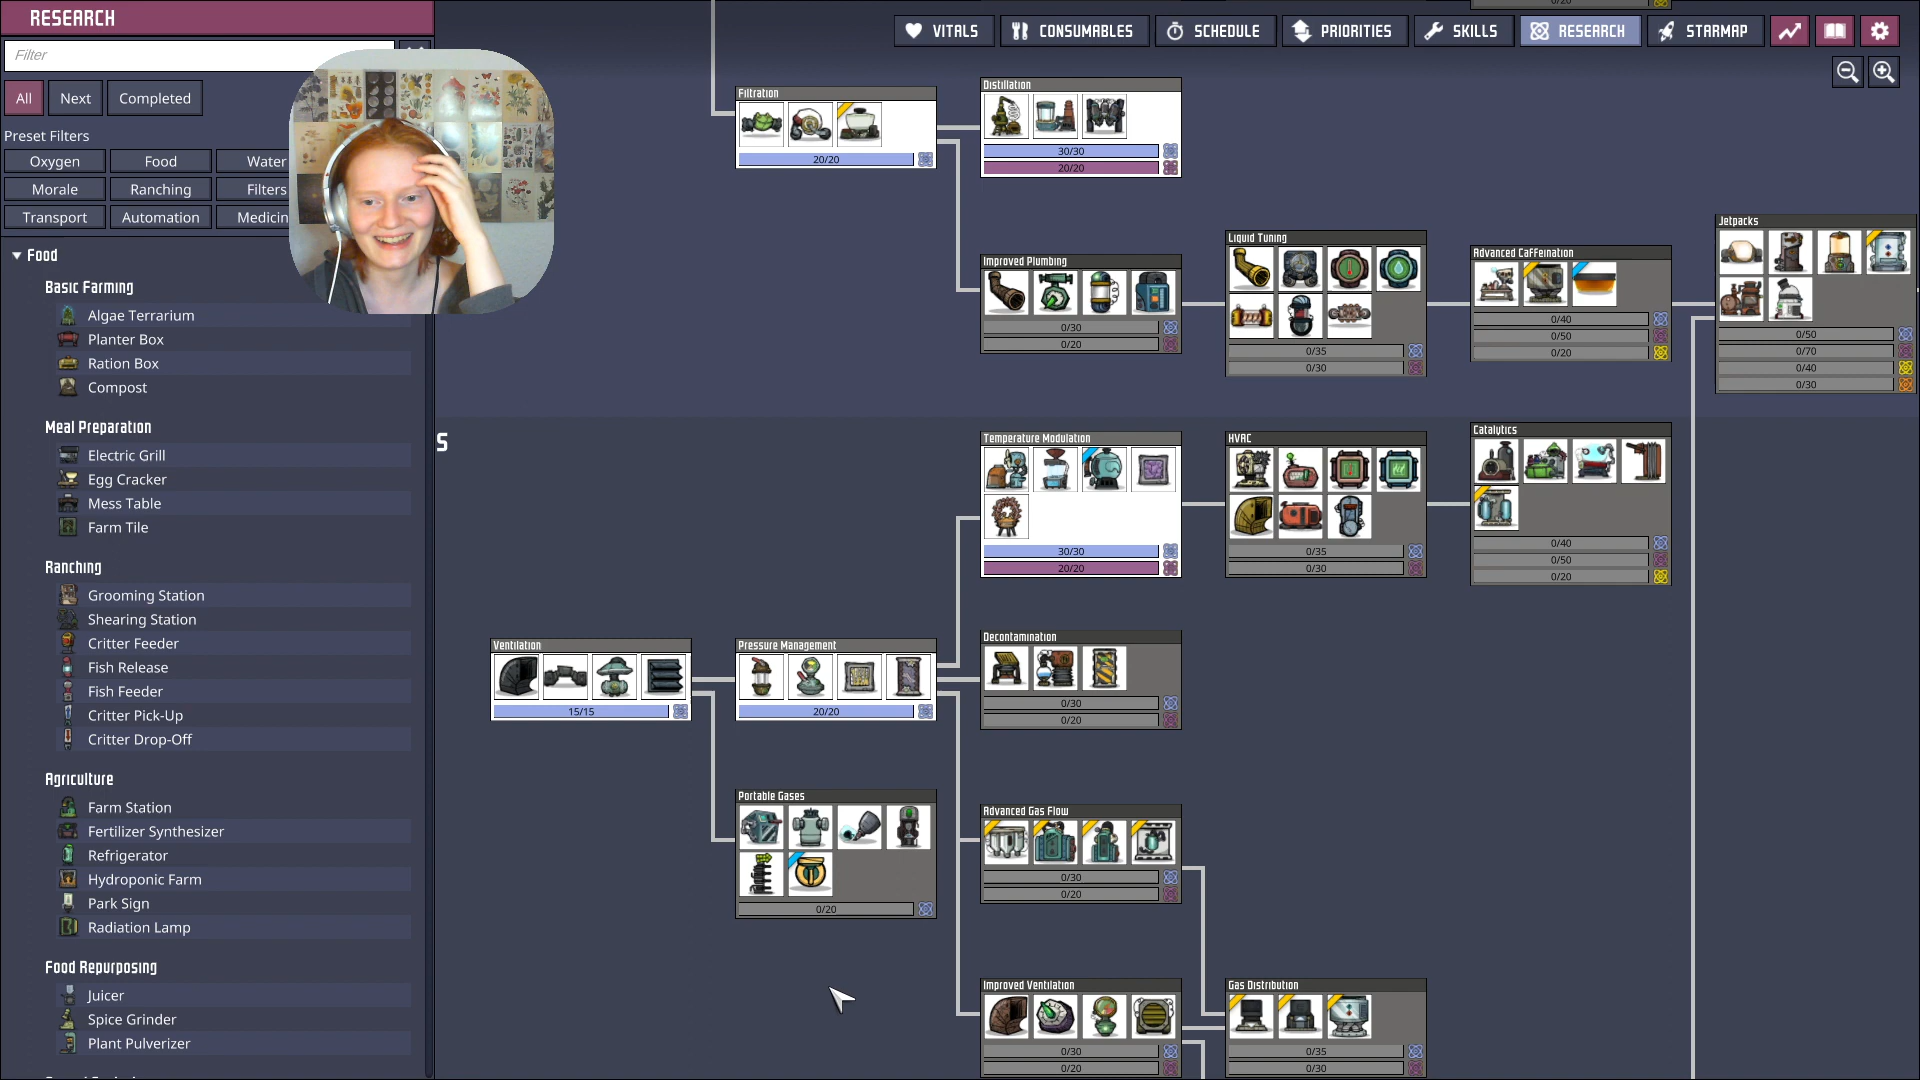 RESEARCH
VITALS
CONSUMABLES
SCHEDULE
PRIORITIES
SKILLS
RESEARCH
STARMAP
Filter
All
Next
Completed
Preset Filters
Oxygen
Food
Water
Morale
Ranching
Filters
Transport
Automation
Medicin
Food
Basic Farming
Algae Terrarium
Planter Box
Ration Box
Compost
Meal Preparation
Electric Grill
Egg Cracker
Mess Table
Farm Tile
Ranching
Grooming Station
Shearing Station
Critter Feeder
Fish Release
Fish Feeder
Critter Pick-Up
Critter Drop-Off
Agriculture
Farm Station
Fertilizer Synthesizer
Refrigerator
Hydroponic Farm
Park Sign
Radiation Lamp
Food Repurposing
Juicer
Spice Grinder
Plant Pulverizer
0/20
Filtration
20/20
Distillation
30/30
20/20
Improved Plumbing
0/30
0/20
Liquid Tuning
0/35
0/30
Advanced Caffeination
0/40
0/50
0/20
Jetpacks
0/50
0/70
0/40
0/30
S
Temperature Modulation
30/30
20/20
HVAC
0/35
0/30
Catalytics
0/40
0/50
0/20
Ventilation
15/15
Pressure Management
20/20
Decontamination
0/30
0/20
Portable Gases
0/20
Advanced Gas Flow
0/30
0/20
Improved Ventilation
0/30
0/20
Gas Distribution
0/35
0/30